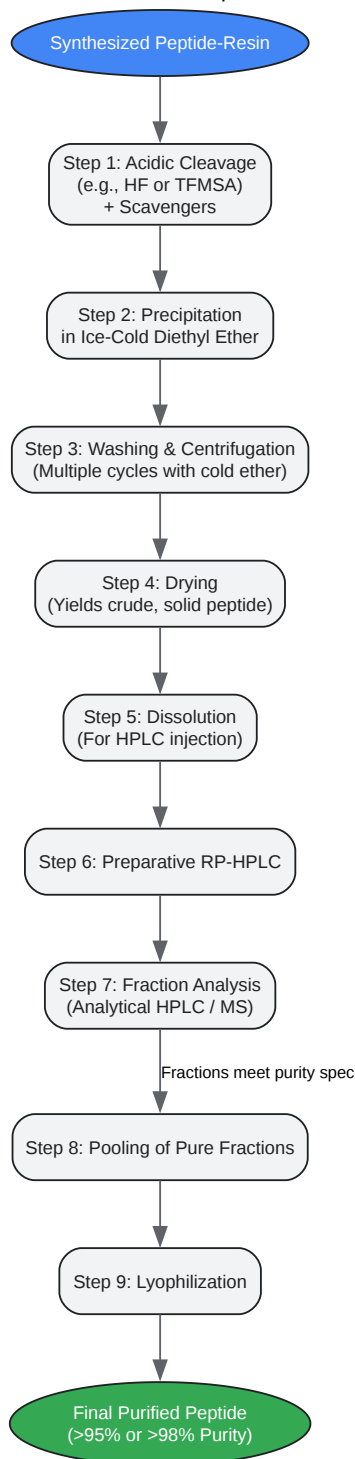 Synthesized Peptide-Resin
Step 1: Acidic Cleavage
(e.g., HF or TFMSA)
+ Scavengers
Step 2: Precipitation
in Ice-Cold Diethyl Ether
Step 3: Washing & Centrifugation
(Multiple cycles with cold ether)
Step 4: Drying
(Yields crude, solid peptide)
Step 5: Dissolution
(For HPLC injection)
Step 6: Preparative RP-HPLC
Step 7: Fraction Analysis
(Analytical HPLC / MS)
Fractions meet purity spec
Step 8: Pooling of Pure Fractions
Step 9: Lyophilization
Final Purified Peptide
(>95% or >98% Purity)